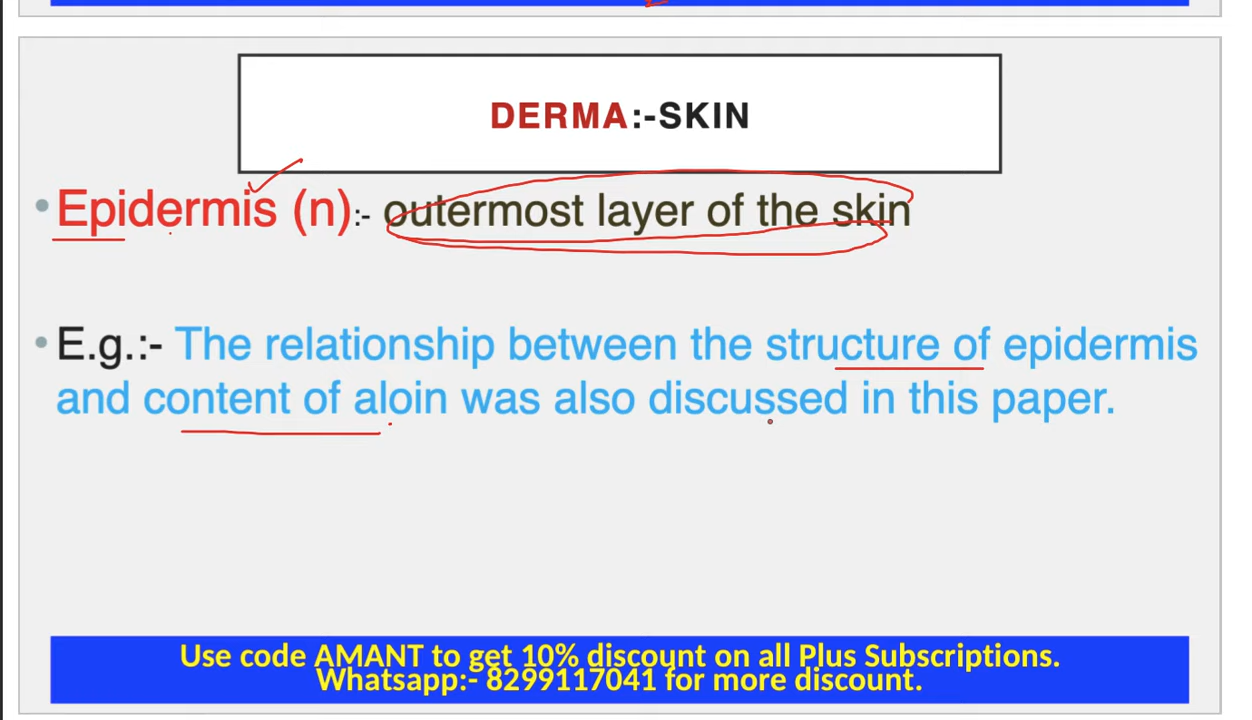 DERMA:-SKIN
• Epidermis (n):- outermost layer of the skin
• E.g.:- The relationship between the structure of epidermis
and content of aloin was also discussed in this paper.
Use code AMANT to get 10% discount on all Plus Subscriptions.
Whatsapp:- 8299117041 for more discount.